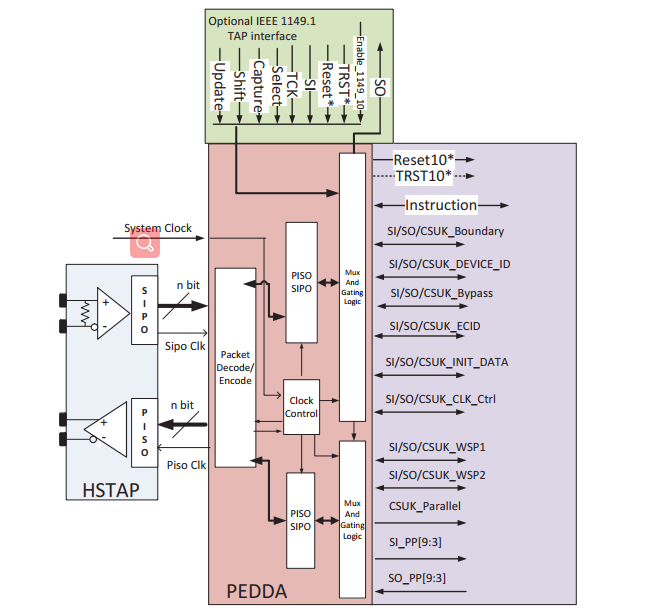 Optional IEEE 1149.1
TAP interface
Update
Shift
Capture
Select
TCK
SI
Reset*
TRST*
Enable_1149_10
SO
Reset10*
TRST10*
Instruction
System Clock
SI/SO/CSUK_Boundary
SI/SO/CSUK_DEVICE_ID
SI/SO/CSUK_Bypass
SI/SO/CSUK_ECID
SI/SO/CSUK_INIT_DATA
SI/SO/CSUK_CLK_Ctrl
SI/SO/CSUK_WSP1
SI/SO/CSUK_WSP2
CSUK_Parallel
SI_PP[9:3]
SO_PP[9:3]
PISO
SIPO
Mux
And
Gating
Logic
n bit
+
-
S
I
P
O
Sipo Clk
Packet
Decode/
Encode
Clock
Control
n bit
+
-
P
I
S
O
Piso Clk
HSTAP
PISO
SIPO
Mux
And
Gating
Logic
PEDDA